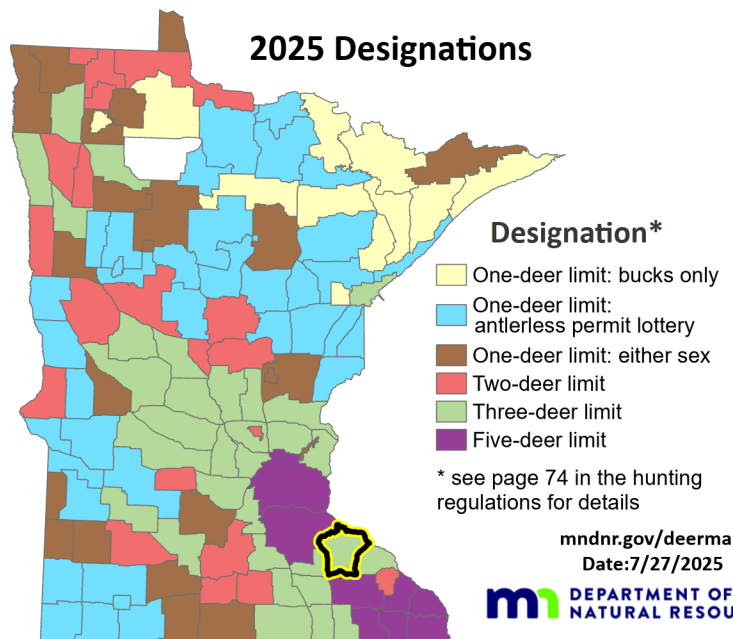 2025 Designations
Designation*
One-deer limit: bucks only
One-deer limit:
antlerless permit lottery
One-deer limit: either sex
Two-deer limit
Three-deer limit
Five-deer limit
* see page 74 in the hunting
regulations for details
mndnr.gov/deerma
Date:7/27/2025
mn DEPARTMENT OF
NATURAL RESOU